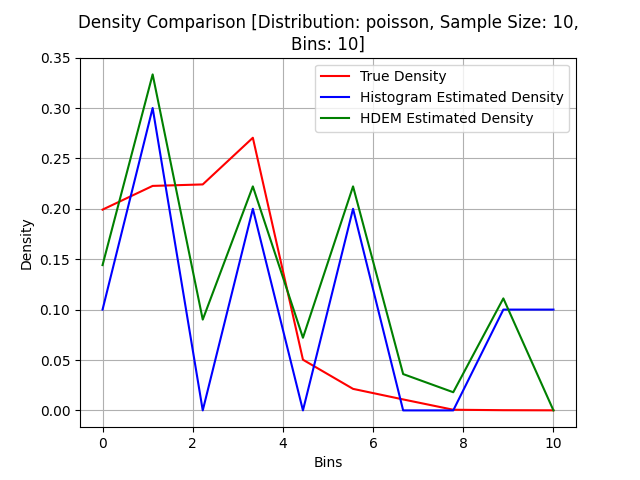 Density Comparison [Distribution: poisson, Sample Size: 10,
Bins: 10]
0.35
0.30
0.25
0.20
0.15
0.10
0.05
0.00
Density
True Density
Histogram Estimated Density
HDEM Estimated Density
0 2 4 6 8 10
Bins